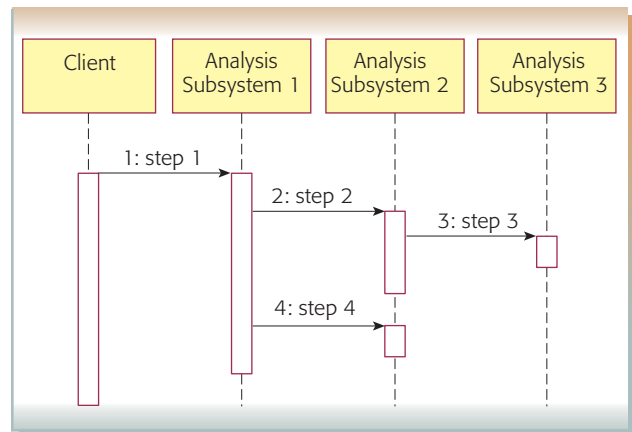 Client
Analysis
Subsystem 1
Analysis
Subsystem 2
Analysis
Subsystem 3
1: step 1
2: step 2
3: step 3
4: step 4